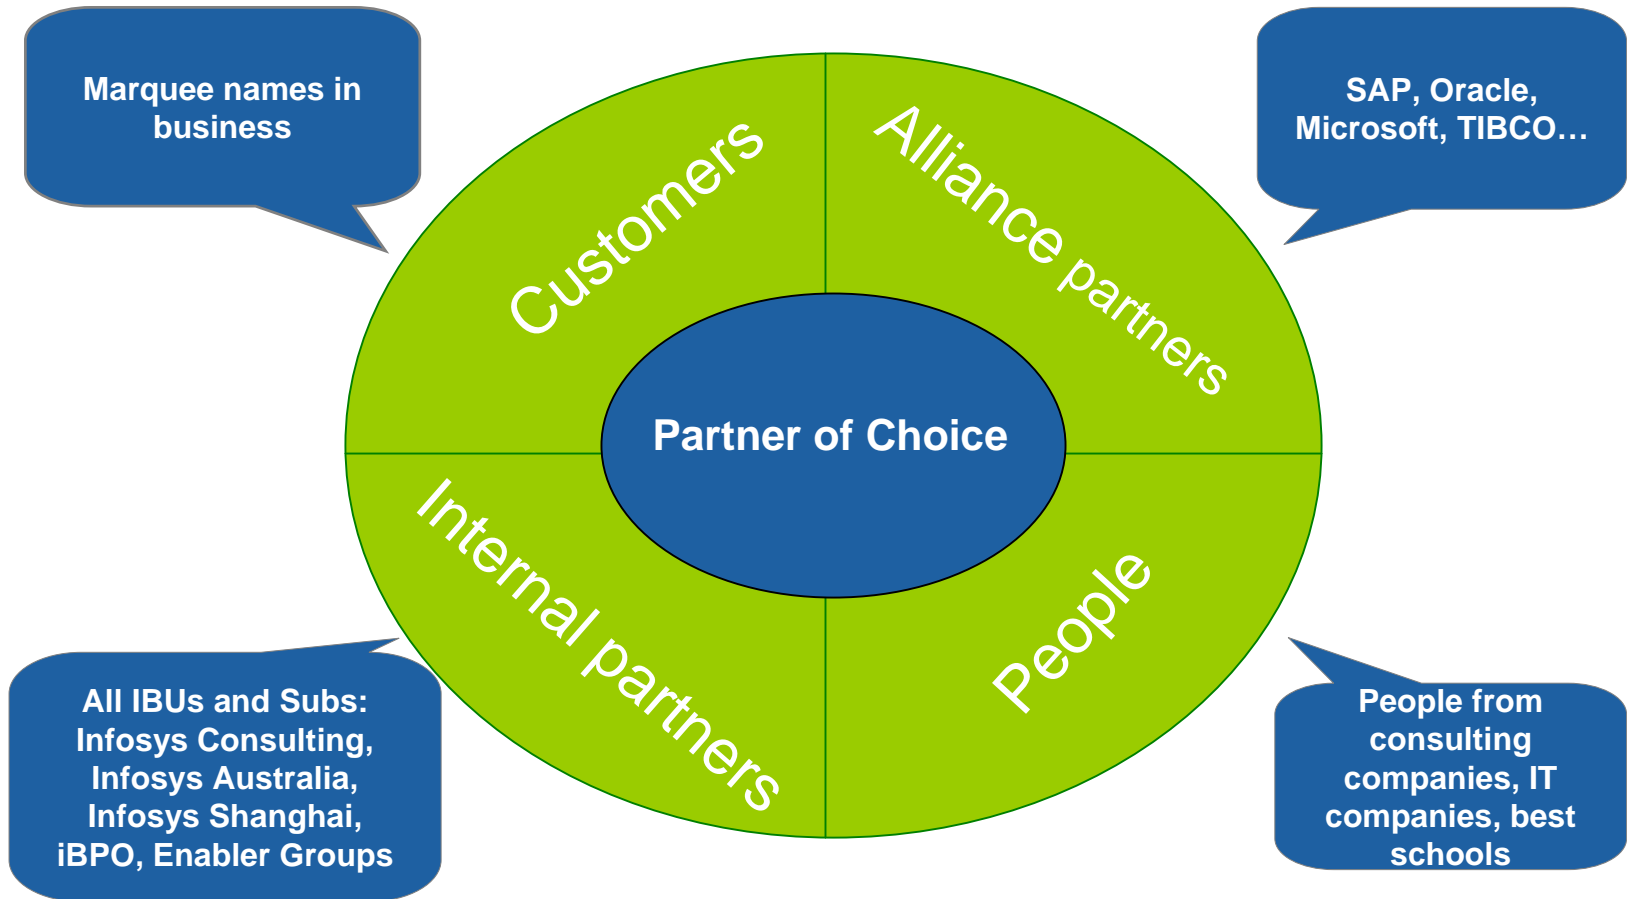 Marquee names in
business
SAP, Oracle,
Microsoft, TIBCO…
Customers
Alliance partners
Partner of Choice
Internal partners
People
All IBUs and Subs:
Infosys Consulting,
Infosys Australia,
Infosys Shanghai,
iBPO, Enabler Groups
People from
consulting
companies, IT
companies, best
schools